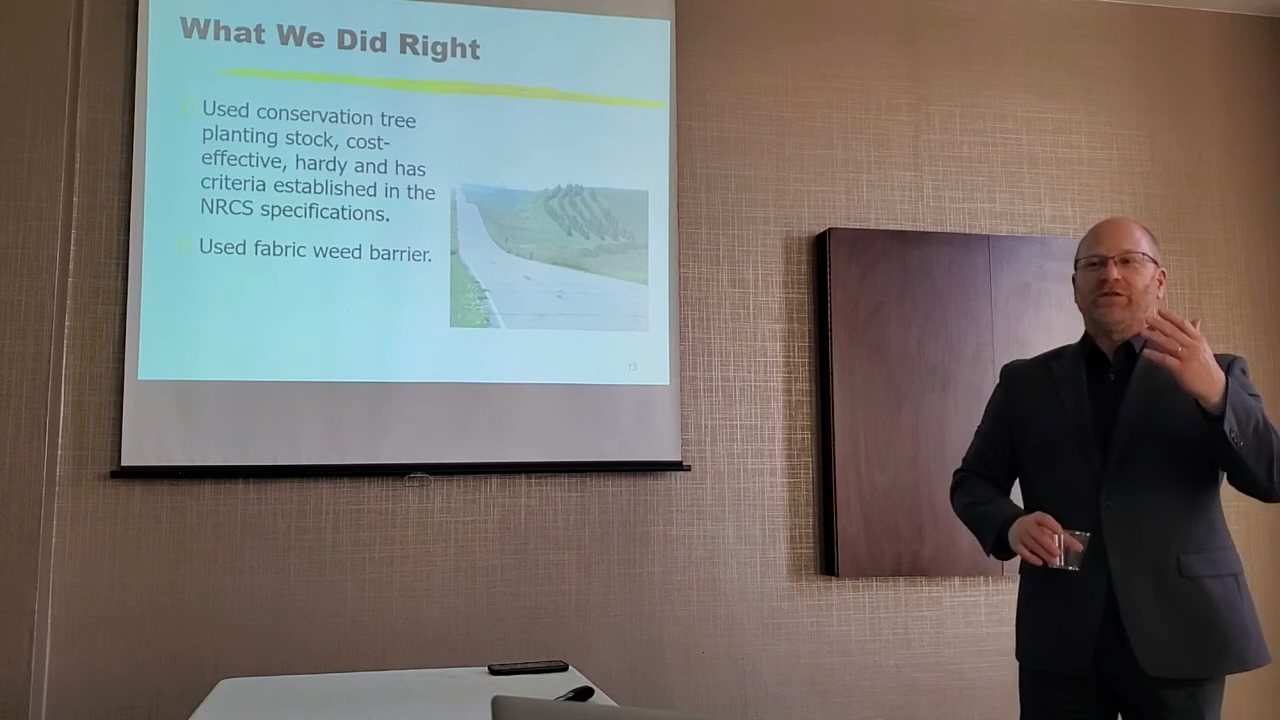 What We Did Right
Used conservation tree
planting stock, cost-
effective, hardy and has
criteria established in the
NRCS specifications.
Used fabric weed barrier.
13